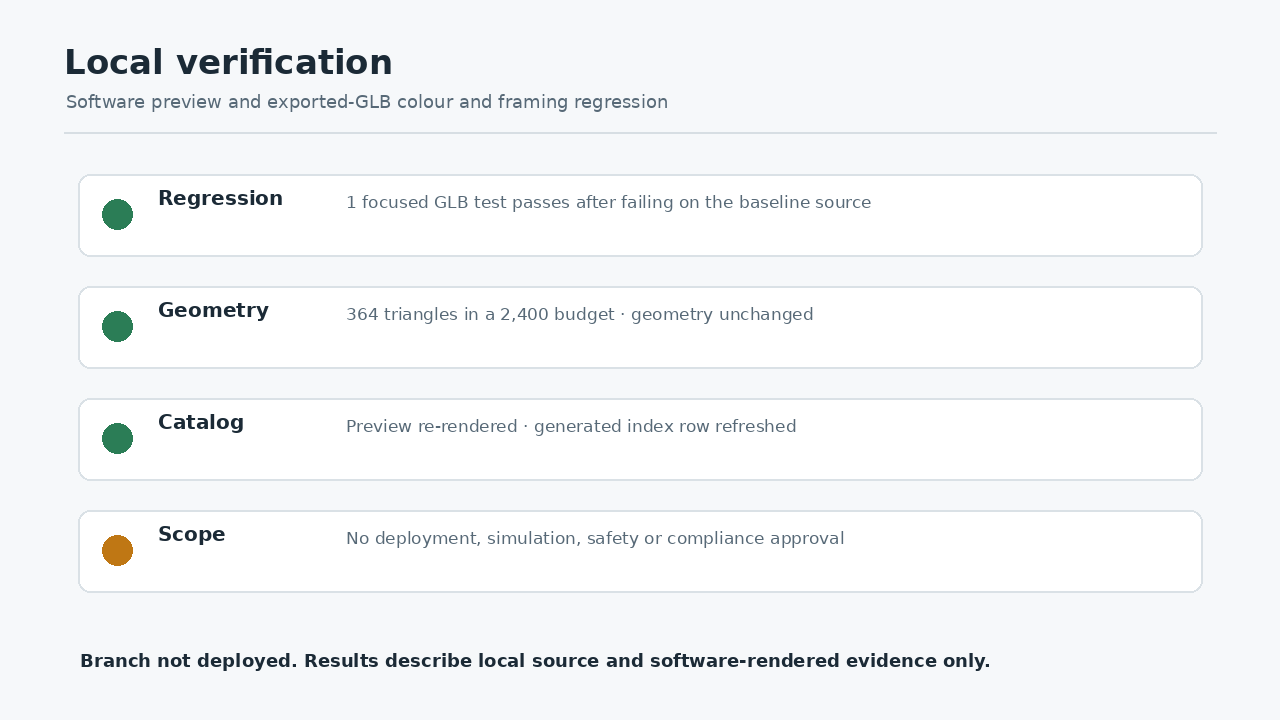 Local verification
Software preview and exported-GLB colour and framing regression
Regression
1 focused GLB test passes after failing on the baseline source
Geometry
364 triangles in a 2,400 budget · geometry unchanged
Catalog
Preview re-rendered · generated index row refreshed
Scope
No deployment, simulation, safety or compliance approval
Branch not deployed. Results describe local source and software-rendered evidence only.